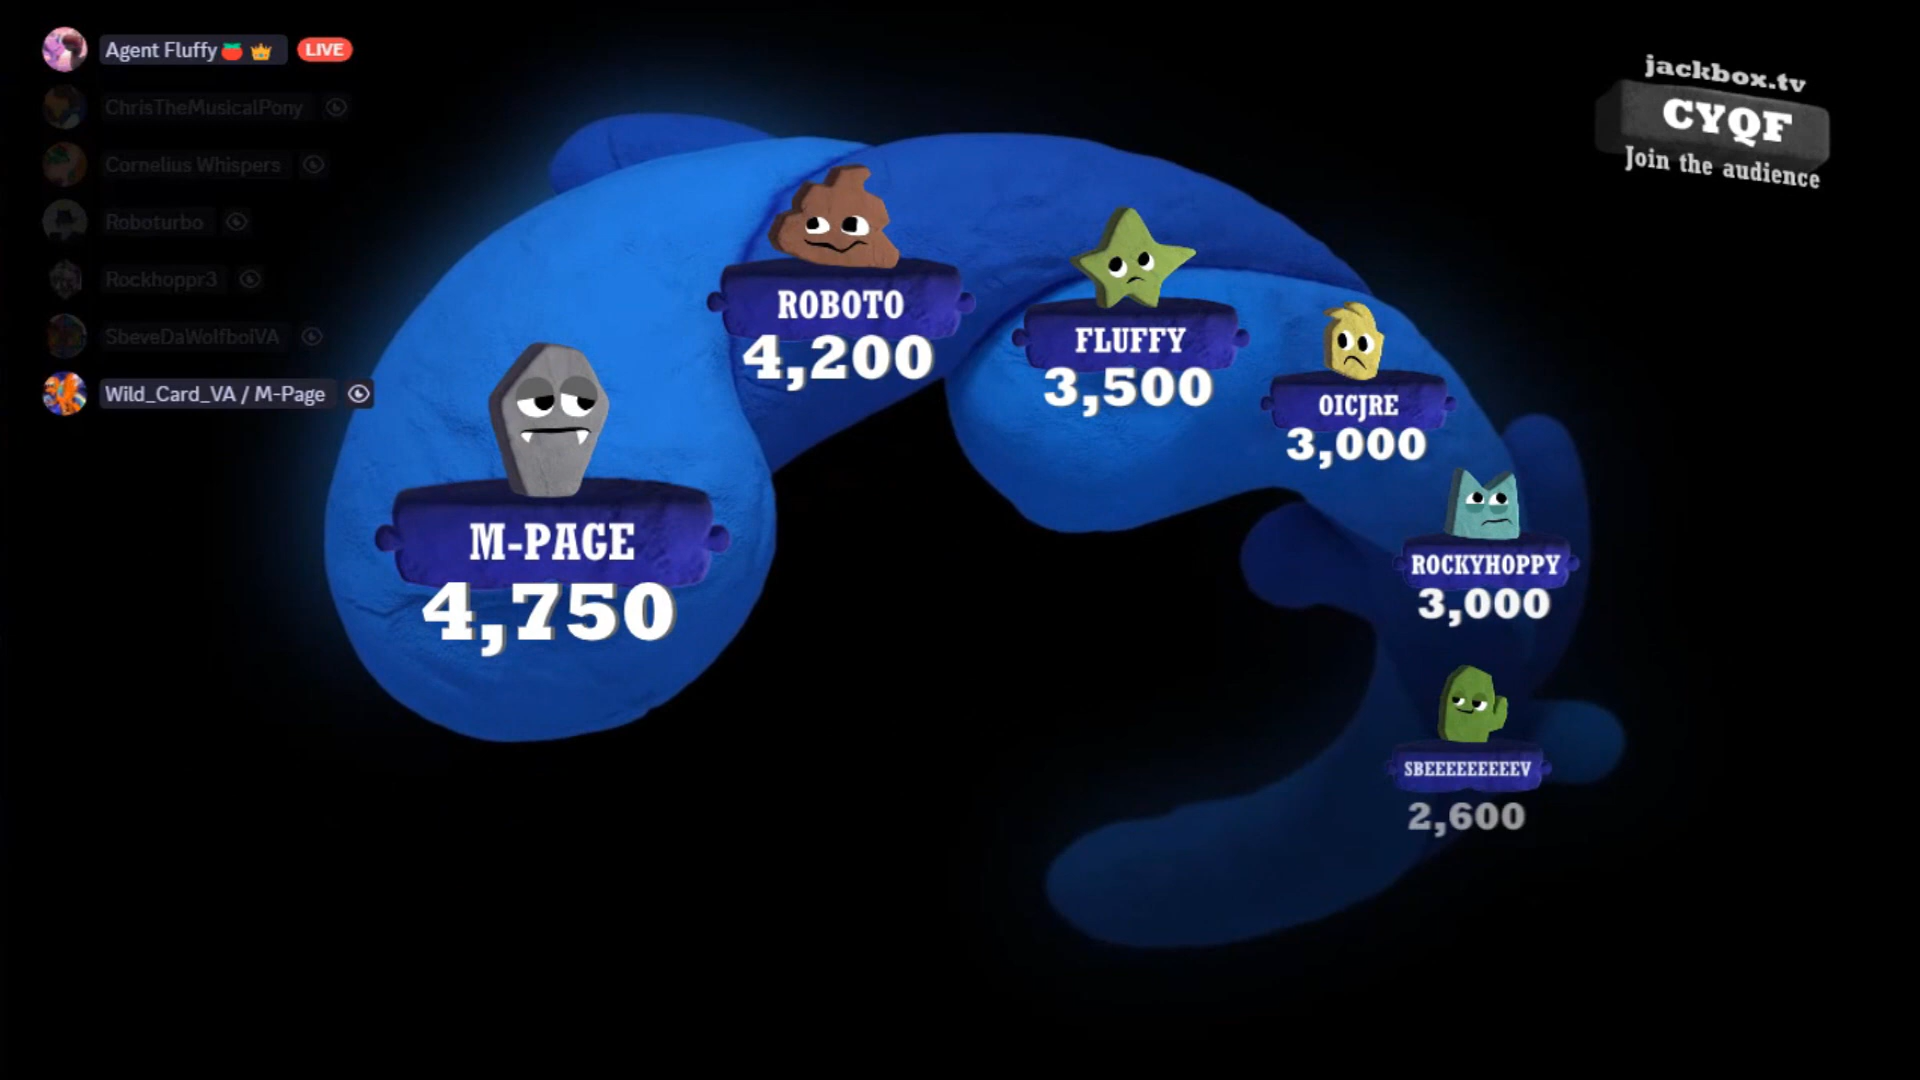 Agent Fluffy🍅👑 LIVE
ChrisTheMusicalPony
Cornelius Whispers
Roboturbo
Rockhoppr3
SbeveDaWolfboiVA
Wild_Card_VA / M-Page
jackbox.tv
CYQF
Join the audience
M-PAGE
4,750
ROBOTO
4,200
FLUFFY
3,500
OICJRE
3,000
ROCKYHOPPY
3,000
SBEEEEEEEEEV
2,600